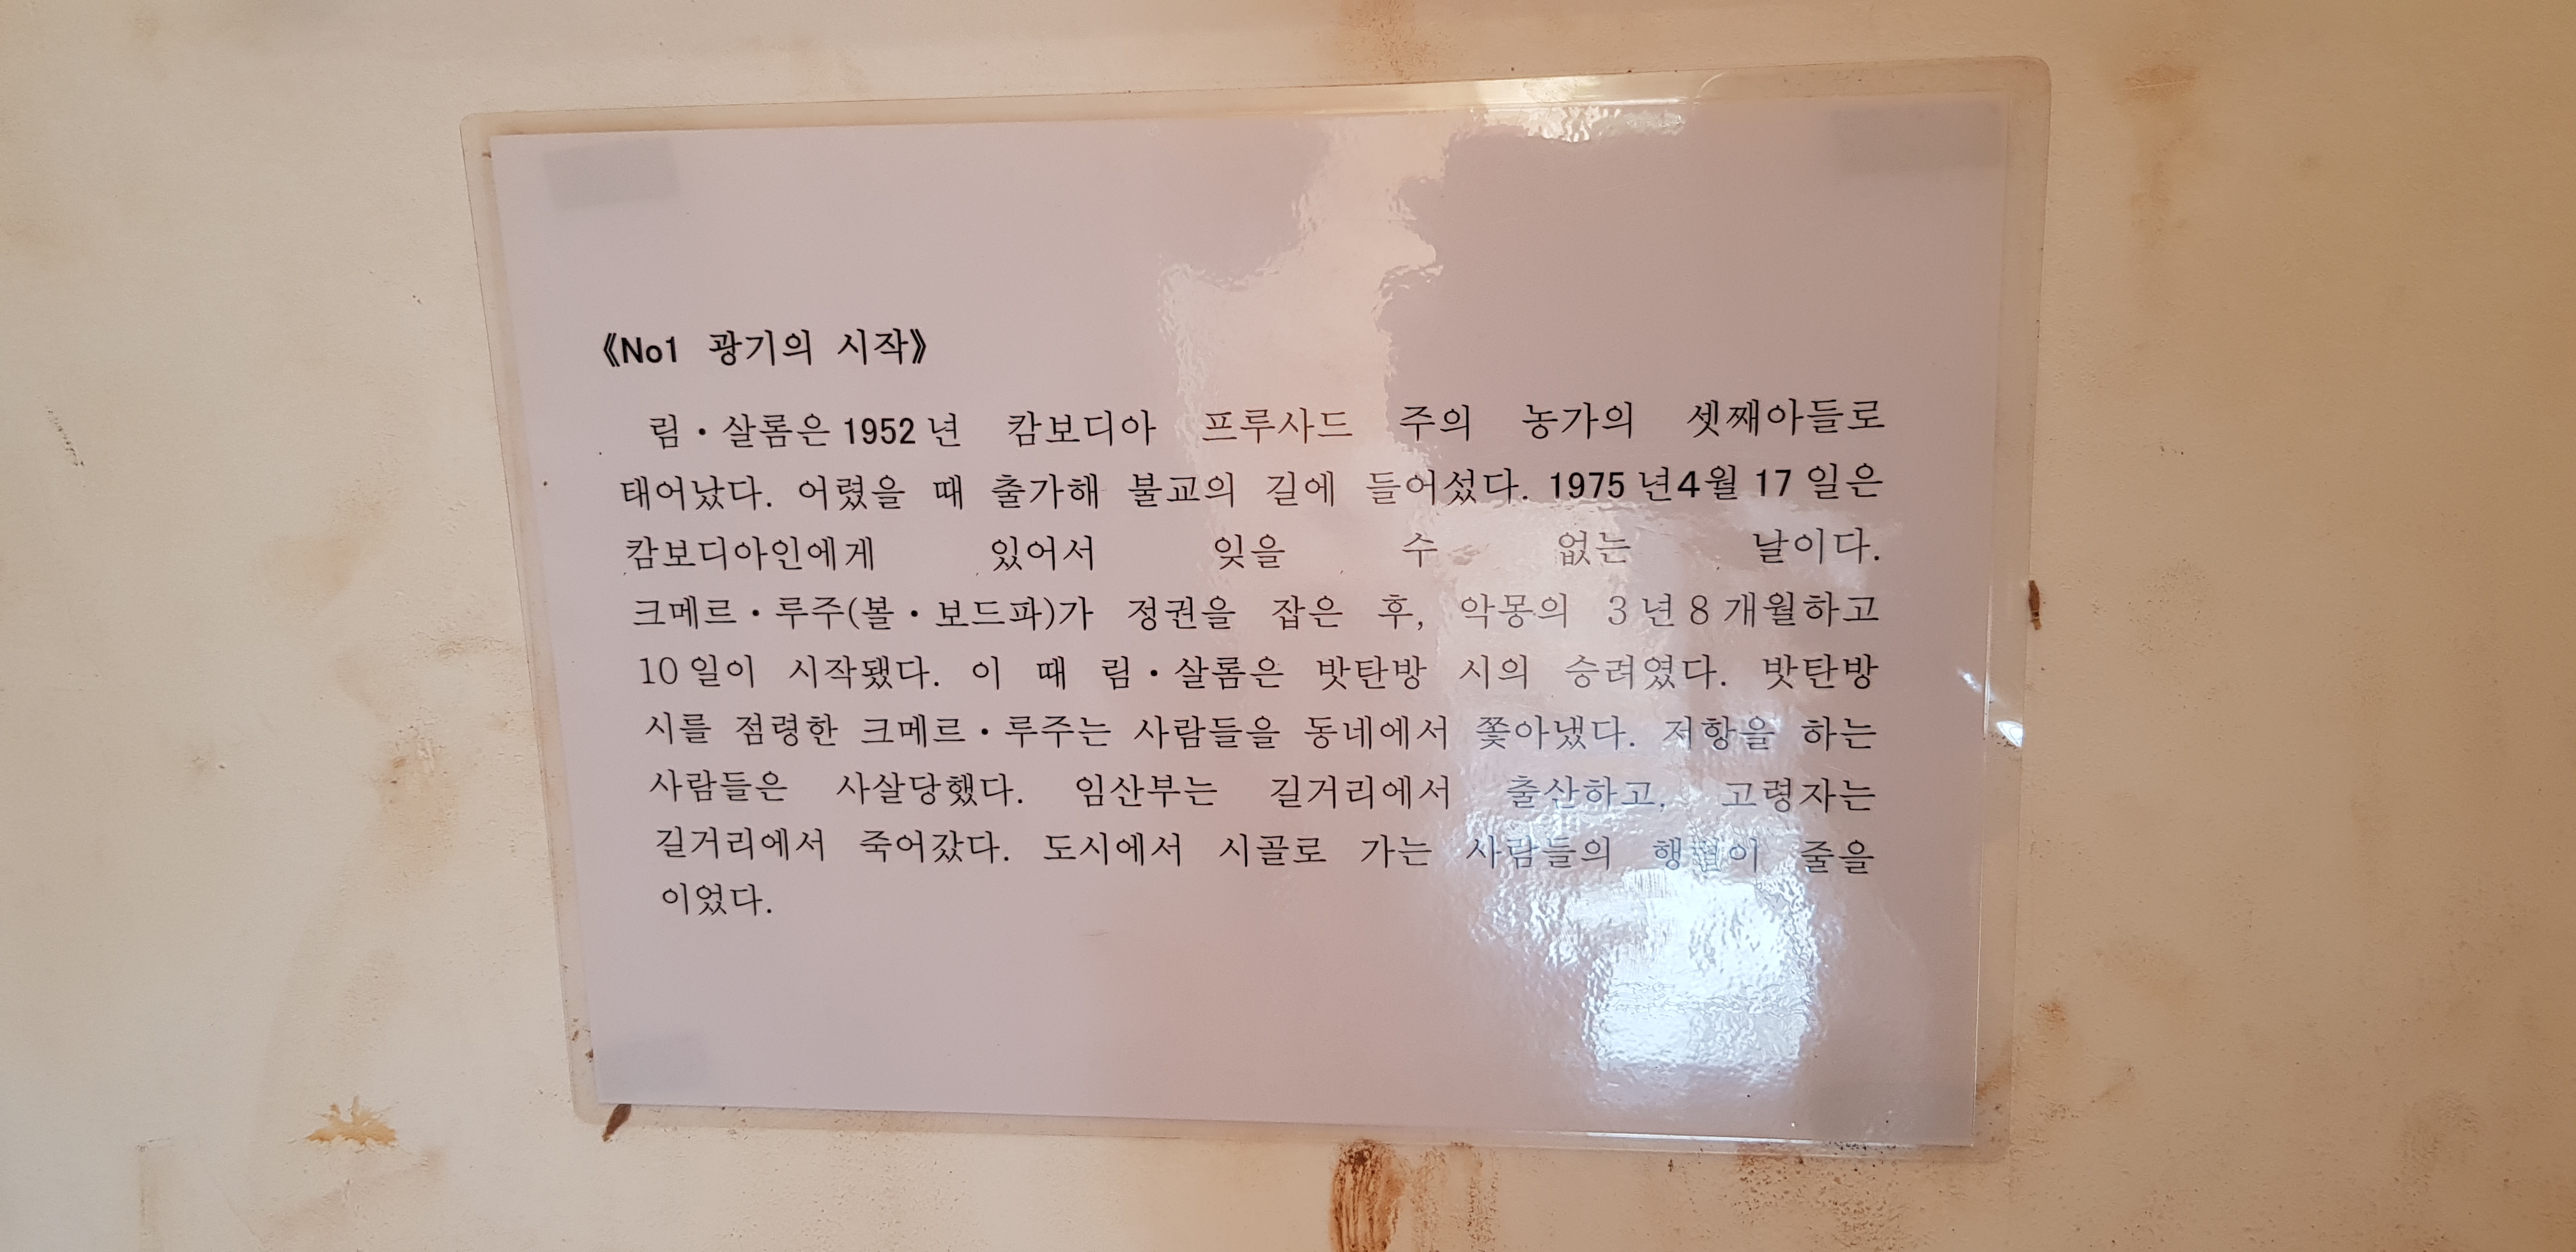 《No1 광기의 시작》
림・살롬은 1952 년 캄보디아 프루사드 주의 농가의 셋째아들로
태어났다. 어렸을 때 출가해 불교의 길에 들어섰다. 1975 년4월 17 일은
캄보디아인에게 있어서 잊을 수 없는 날이다.
크메르・루주(볼・보드파)가 정권을 잡은 후, 악몽의 3 년 8 개월하고
10 일이 시작됐다. 이 때 림・살롬은 밧탄방 시의 승려였다. 밧탄방
시를 점령한 크메르・루주는 사람들을 동네에서 쫓아냈다. 저항을 하는
사람들은 사살당했다. 임산부는 길거리에서 출산하고, 고령자는
길거리에서 죽어갔다. 도시에서 시골로 가는 사람들의 줄을
이었다.